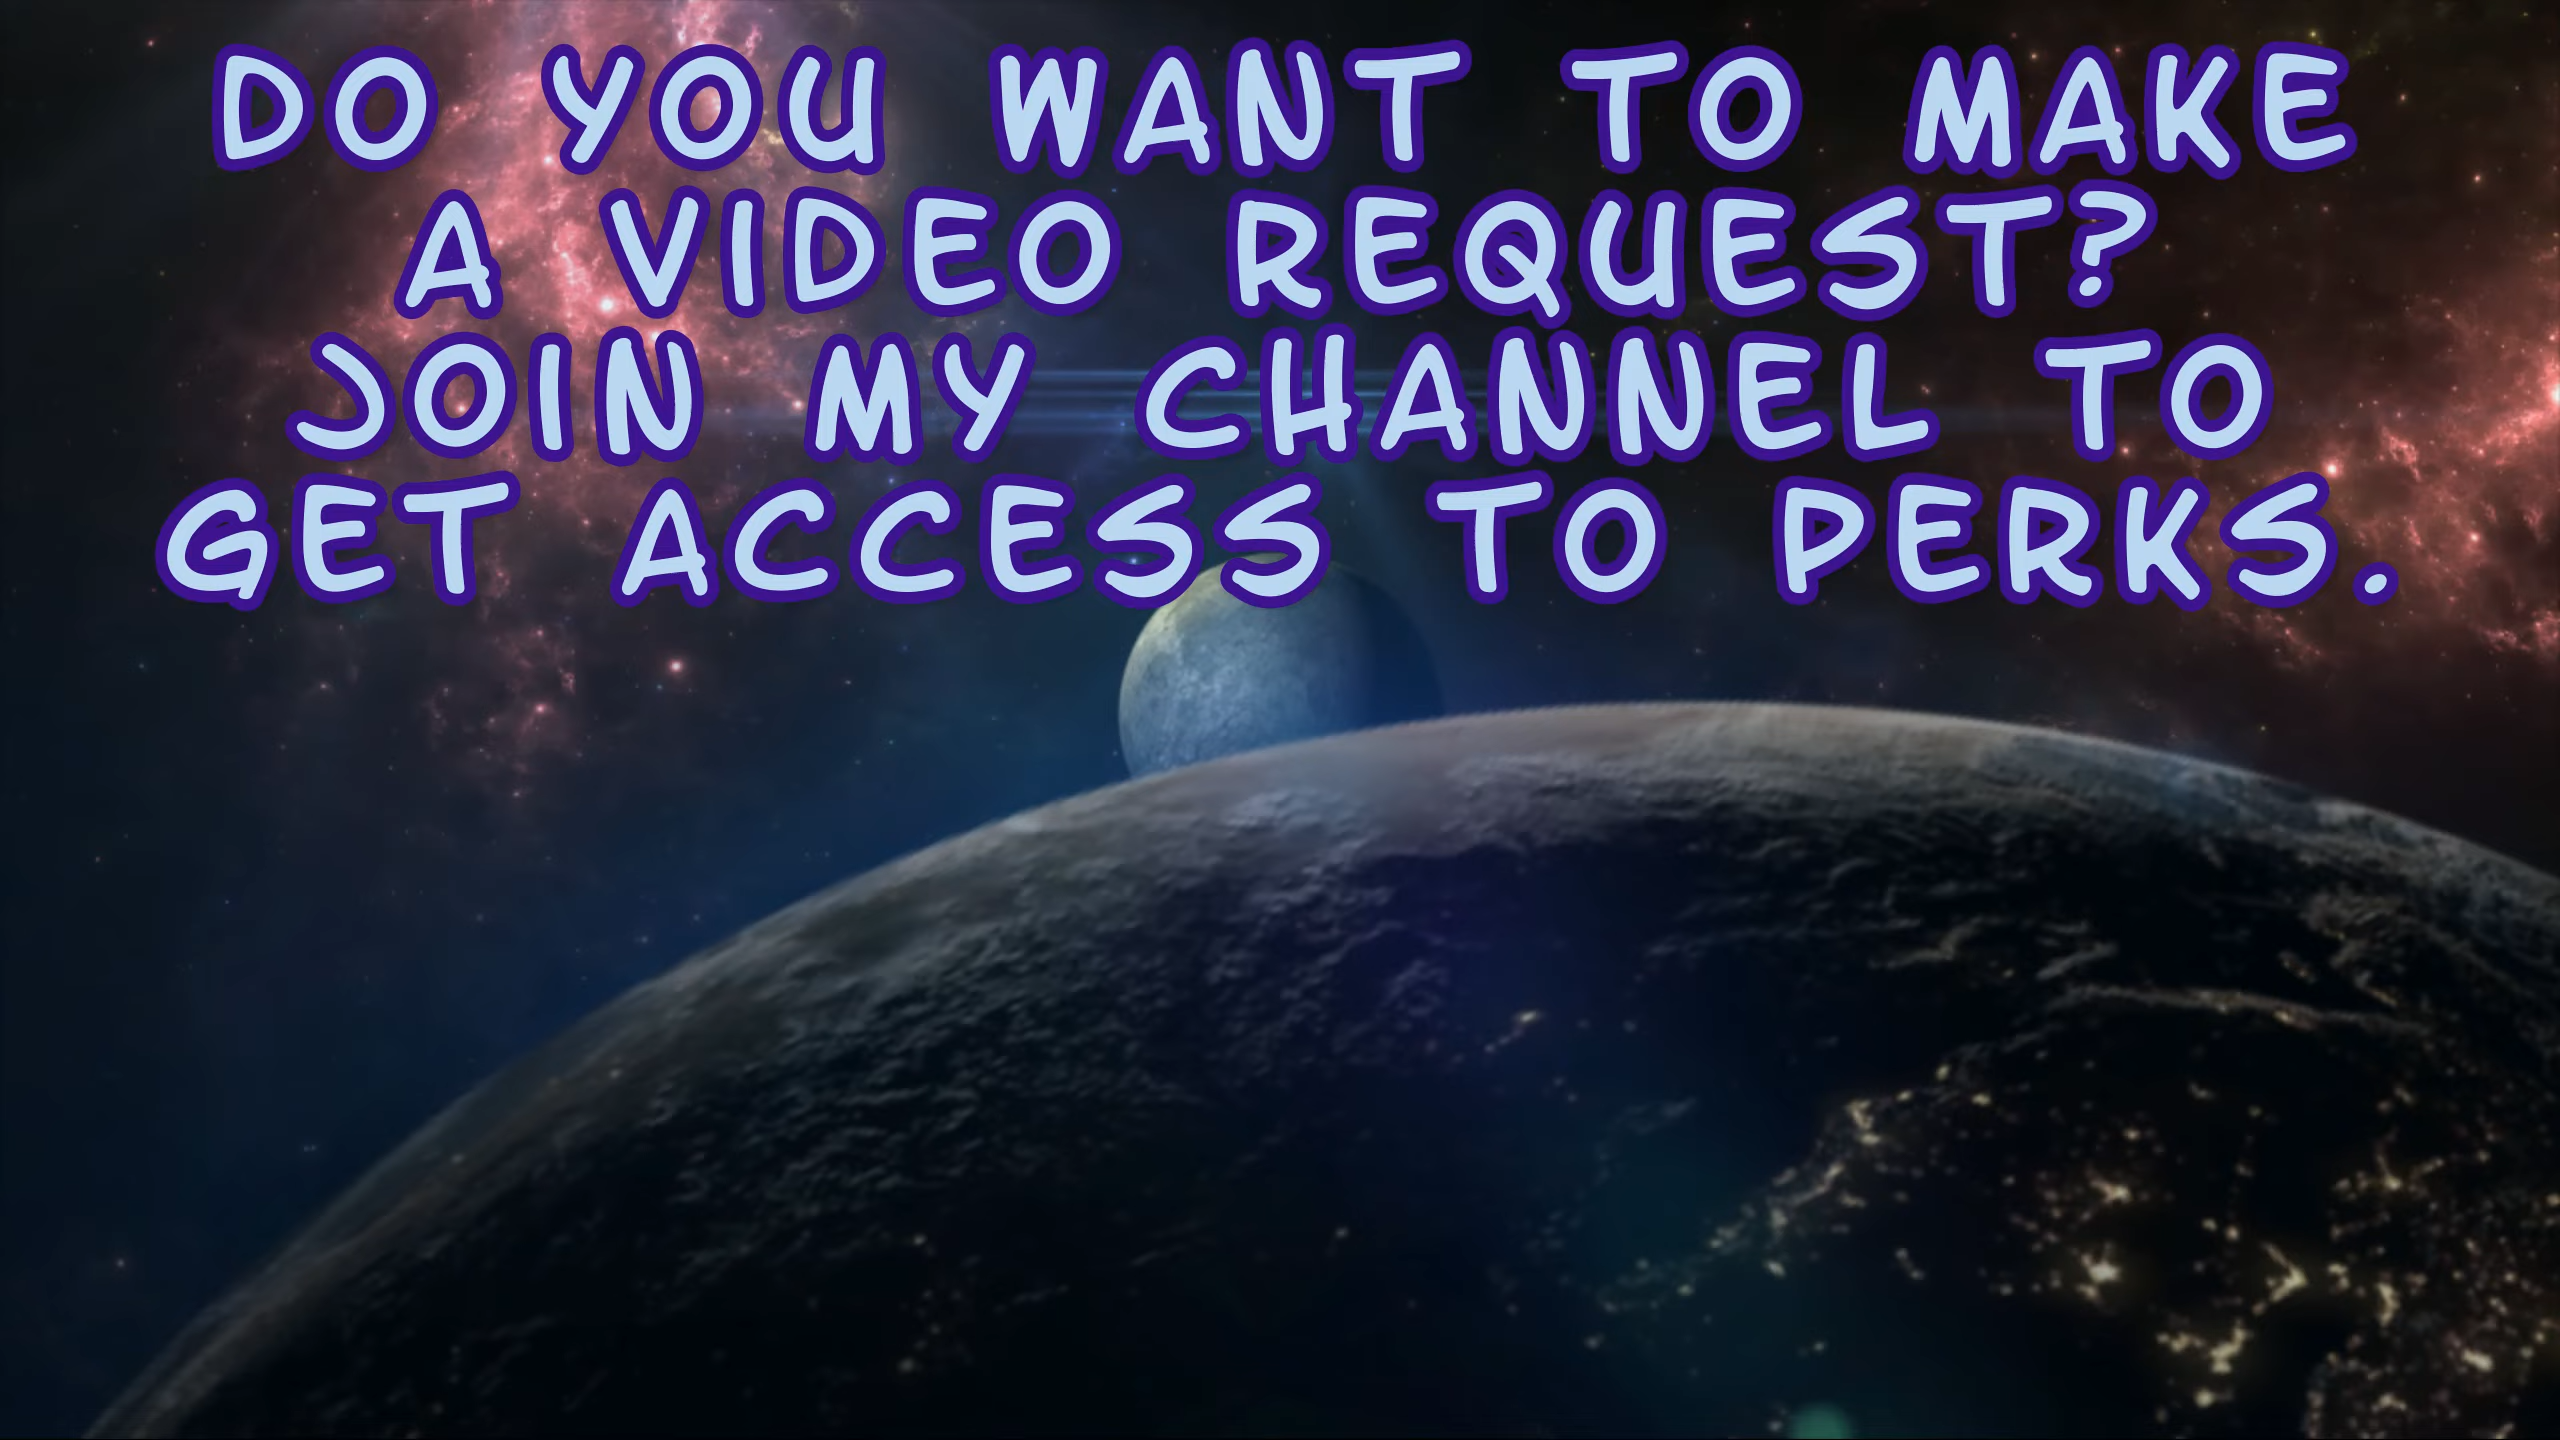 DO YOU WANT TO MAKE
A VIDEO REQUEST?
JOIN MY CHANNEL TO
GET ACCESS TO PERKS.